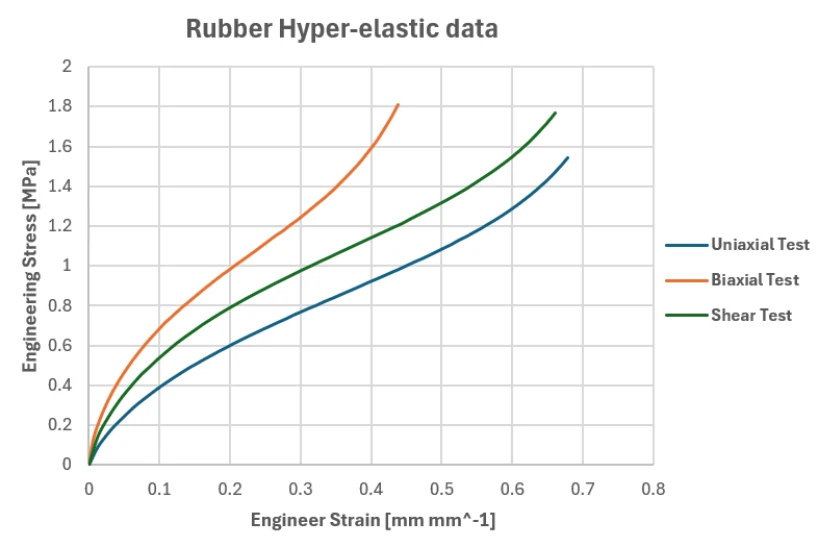 Rubber Hyper-elastic data
Engineering Stress [MPa]
2
1.8
1.6
1.4
1.2
1
0.8
0.6
0.4
0.2
0
0 0.1 0.2 0.3 0.4 0.5 0.6 0.7 0.8
Engineer Strain [mm mm^-1]
Uniaxial Test
Biaxial Test
Shear Test